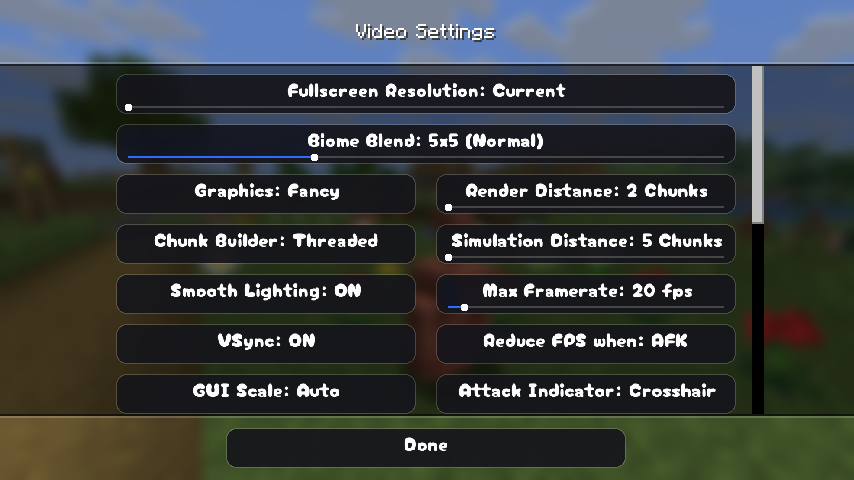 Video Settings
Fullscreen Resolution: Current
Biome Blend: 5x5 (Normal)
Graphics: Fancy
Render Distance: 2 Chunks
Chunk Builder: Threaded
Simulation Distance: 5 Chunks
Smooth Lighting: ON
Max Framerate: 20 fps
VSync: ON
Reduce FPS when: AFK
GUI Scale: Auto
Attack Indicator: Crosshair
Done